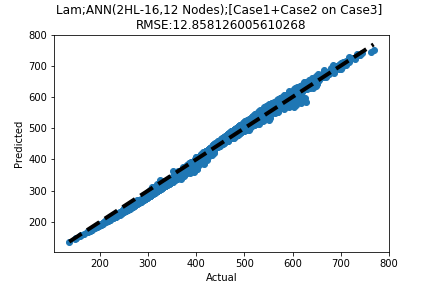 Lam;ANN(2HL-16,12 Nodes);[Case1+Case2 on Case3]
RMSE:12.858126005610268
800
700
600
500
400
300
200
Predicted
200 300 400 500 600 700 800
Actual